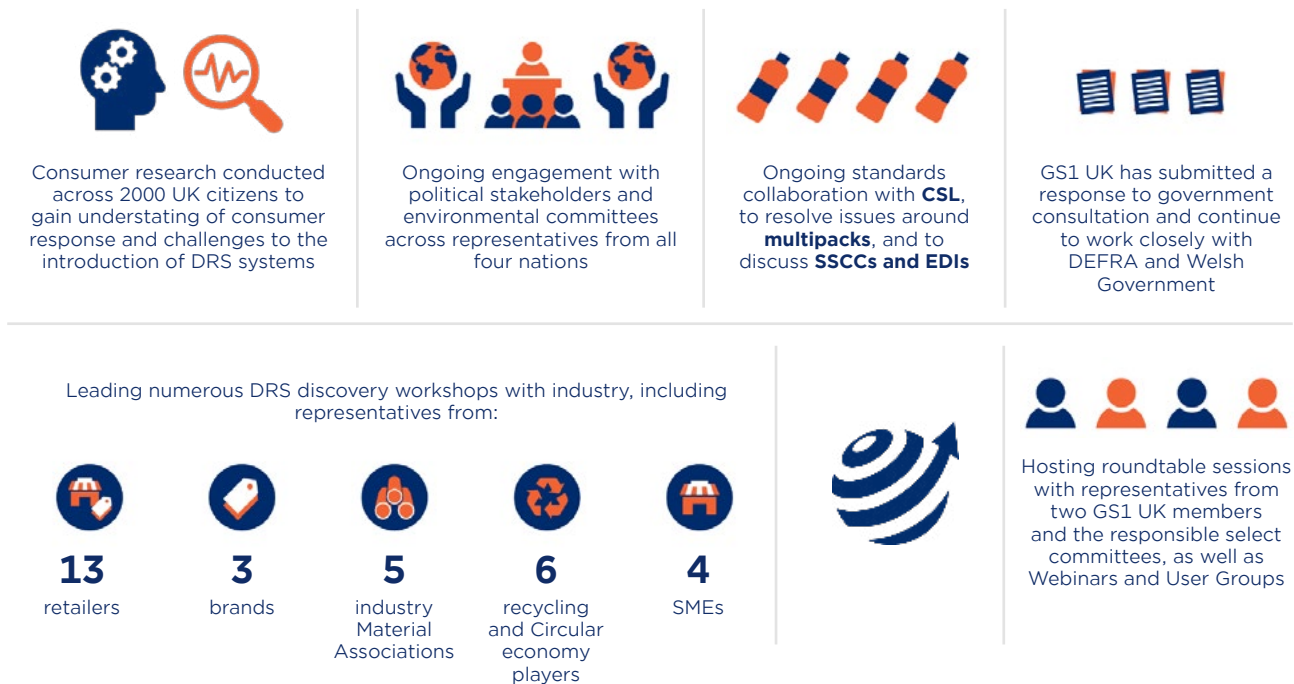 Consumer research conducted
across 2000 UK citizens to
gain understating of consumer
response and challenges to the
introduction of DRS systems
Ongoing engagement with
political stakeholders and
environmental committees
across representatives from all
four nations
Ongoing standards
collaboration with CSL,
to resolve issues around
multipacks, and to
discuss SSCCs and EDIs
GS1 UK has submitted a
response to government
consultation and continue
to work closely with
DEFRA and Welsh
Government
Leading numerous DRS discovery workshops with industry, including
representatives from:
13
retailers
3
brands
5
industry
Material
Associations
6
recycling
and Circular
economy
players
4
SMEs
Hosting roundtable sessions
with representatives from
two GS1 UK members
and the responsible select
committees, as well as
Webinars and User Groups